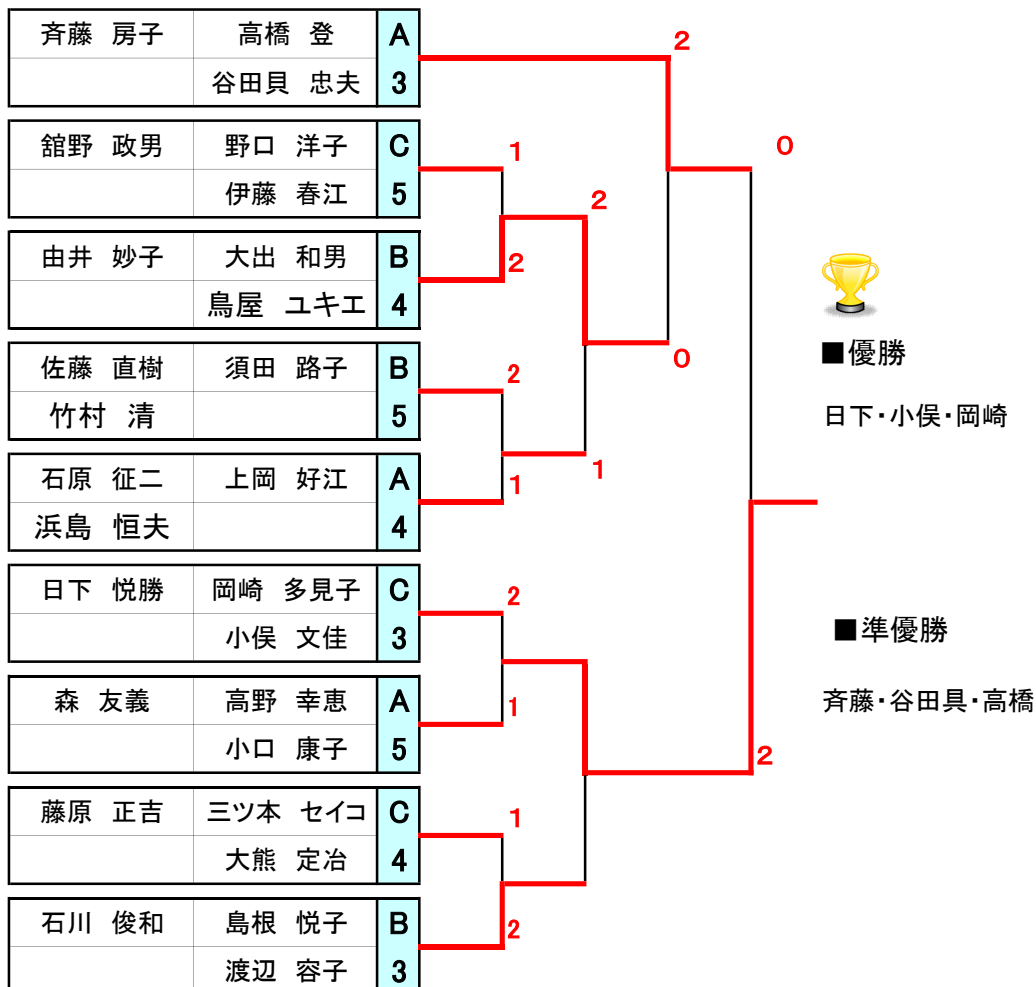 斉藤 房子 高橋 登 A
谷田貝 忠夫 3
2
舘野 政男 野口 洋子 C
伊藤 春江 5
1
0
2
由井 妙子 大出 和男 B
鳥屋 ユキエ 4
2
0
佐藤 直樹 須田 路子 B
竹村 清 5
2
■優勝
日下・小俣・岡崎
石原 征二 上岡 好江 A
浜島 恒夫 4
1
1
日下 悦勝 岡崎 多見子 C
小俣 文佳 3
2
■準優勝
斉藤・谷田具・高橋
森 友義 高野 幸恵 A
小口 康子 5
1
2
藤原 正吉 三ツ本 セイコ C
大熊 定冶 4
1
石川 俊和 島根 悦子 B
渡辺 容子 3
2